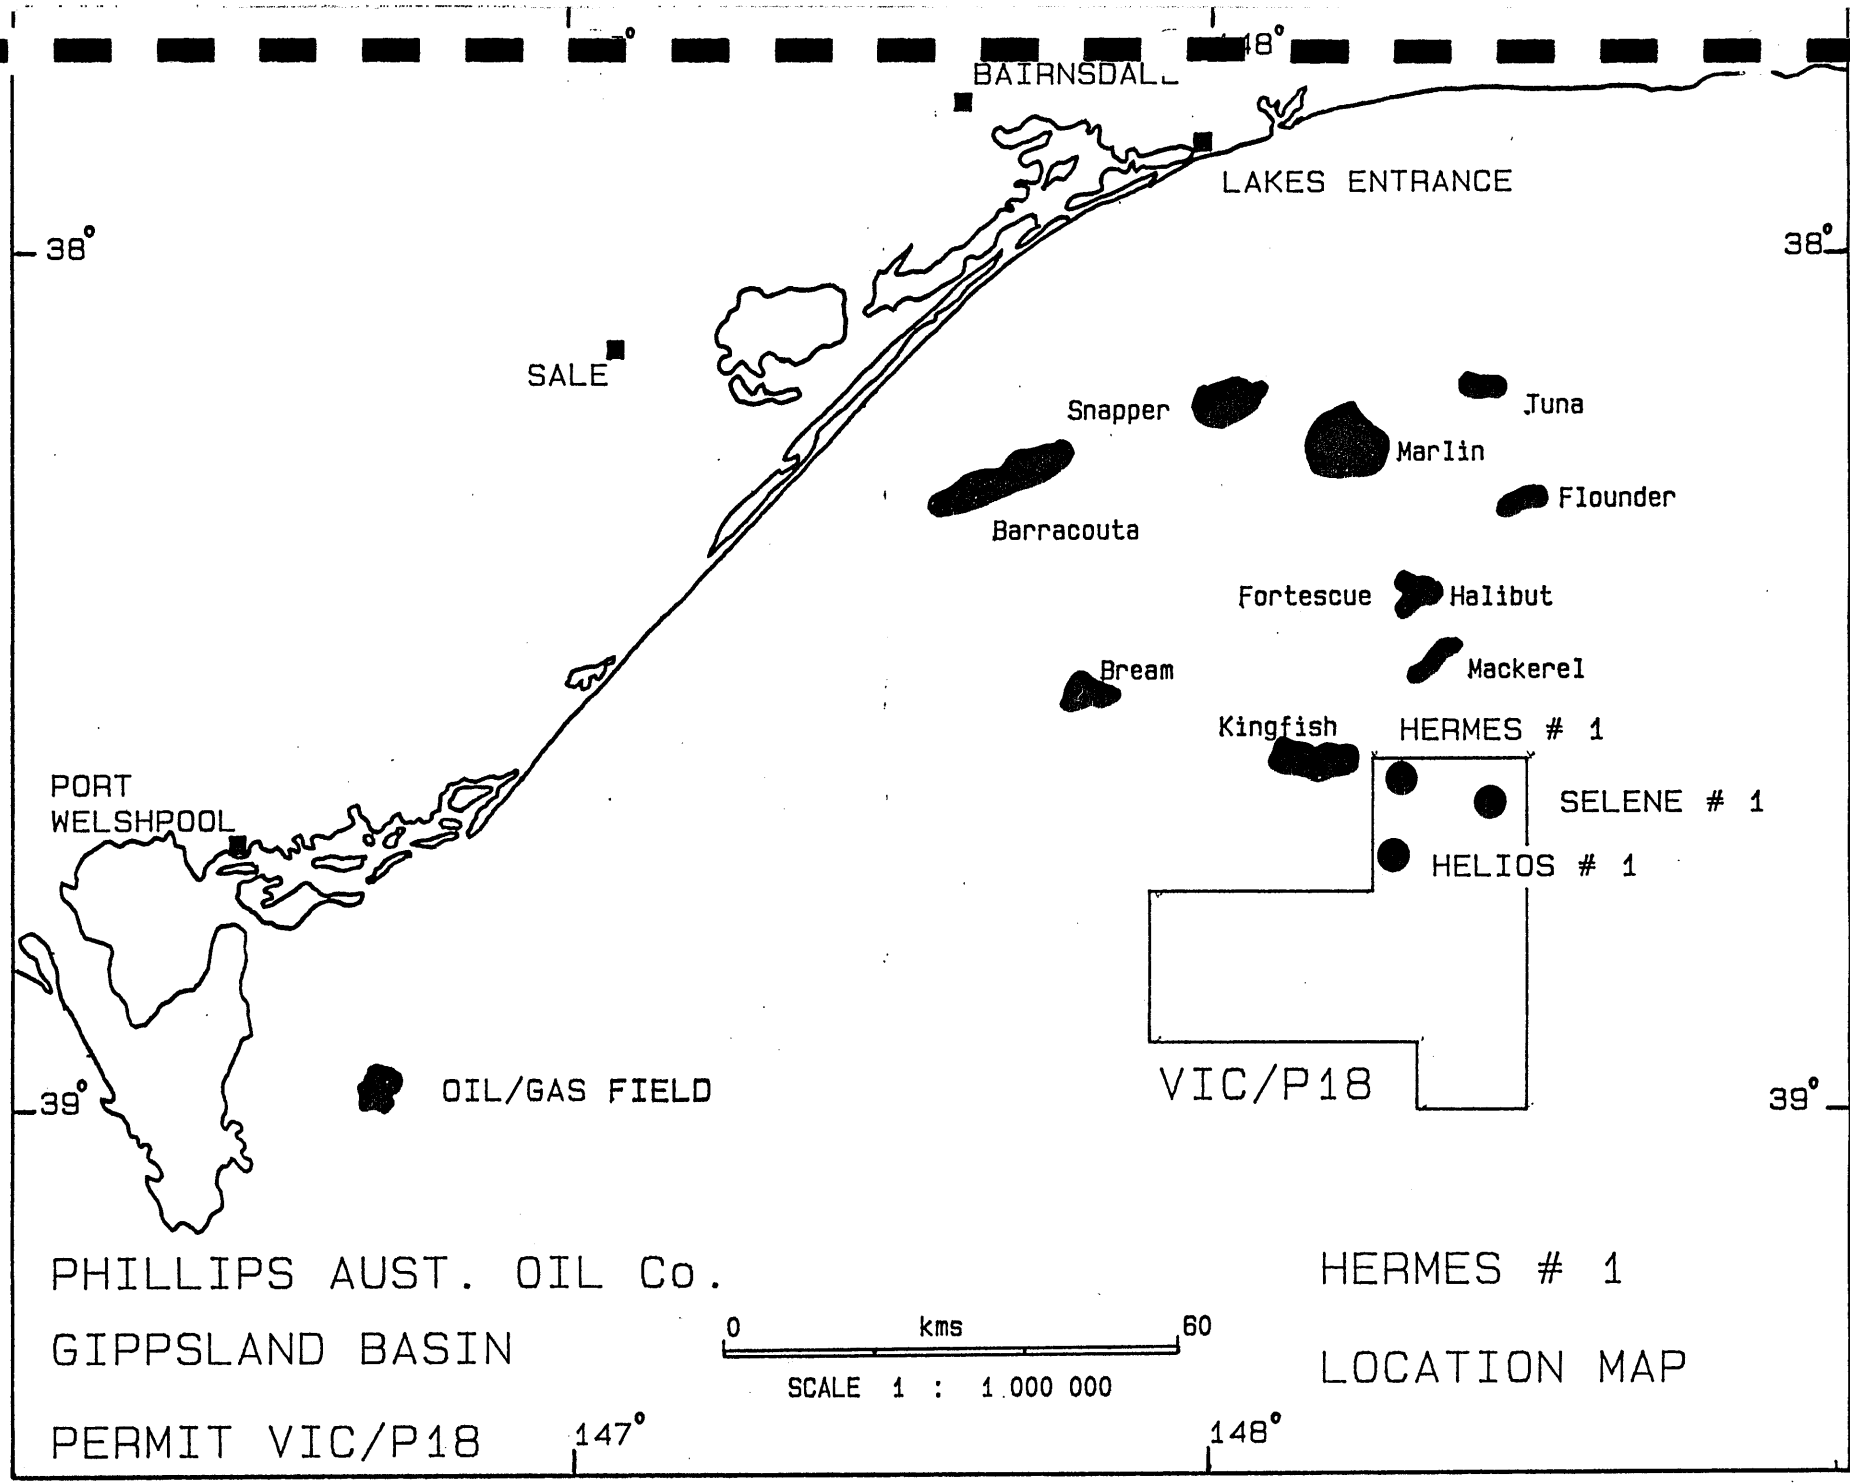 148°
BAIRNSDALE
LAKES ENTRANCE
38°
38°
SALE
Snapper
Tuna
Marlin
Flounder
Barracouta
Fortescue
Halibut
Bream
Mackerel
Kingfish
HERMES # 1
PORT
WELSHPOOL
SELENE # 1
HELIOS # 1
VIC/P18
OIL/GAS FIELD
39°
39°
PHILLIPS AUST. OIL Co.
HERMES # 1
GIPPSLAND BASIN
0 kms 60
LOCATION MAP
SCALE 1 : 1.000 000
PERMIT VIC/P18
147°
148°